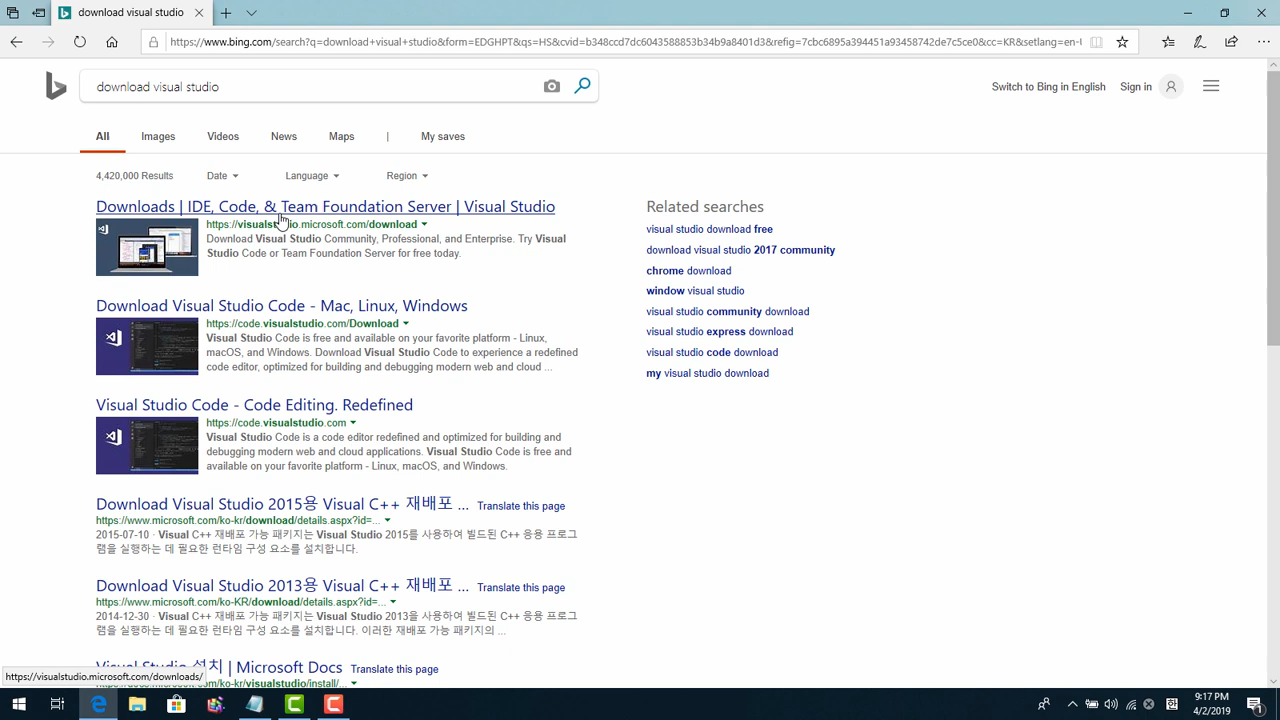 download visual studio
https://www.bing.com/search?q=download+visual+studio&form=EDGHPT&qs=HS&cvid=b348ccd7dc6043588853b34b9a8401d3&refig=7cbc6895a394451a93458742de7c5ce0&cc=KR&setlang=en-U
download visual studio
Switch to Bing in English
Sign in
All
Images
Videos
News
Maps
|
My saves
4,420,000 Results
Date
Language
Region
Downloads | IDE, Code, & Team Foundation Server | Visual Studio
https://visualstudio.microsoft.com/download
Download Visual Studio Community, Professional, and Enterprise. Try Visual
Studio Code or Team Foundation Server for free today.
Download Visual Studio Code - Mac, Linux, Windows
https://code.visualstudio.com/Download
Visual Studio Code is free and available on your favorite platform - Linux,
macOS, and Windows. Download Visual Studio Code to experience a redefined
code editor, optimized for building and debugging modern web and cloud ...
Visual Studio Code - Code Editing. Redefined
https://code.visualstudio.com
Visual Studio Code is a code editor redefined and optimized for building and
debugging modern web and cloud applications. Visual Studio Code is free and
available on your favorite platform - Linux, macOS, and Windows.
Download Visual Studio 2015용 Visual C++ 재배포 ... Translate this page
https://www.microsoft.com/ko-kr/download/details.aspx?id=...
2015-07-10 · Visual C++ 재배포 가능 패키지는 Visual Studio 2015를 사용하여 빌드된 C++ 응용 프로그
램을 실행하는 데 필요한 런타임 구성 요소를 설치합니다.
Download Visual Studio 2013용 Visual C++ 재배포 ... Translate this page
https://www.microsoft.com/ko-KR/download/details.aspx?id=...
2014-12-30 · Visual C++ 재배포 가능 패키지는 Visual Studio 2013을 사용하여 빌드된 C++ 응용 프로그
램을 실행하는 데 필요한 런타임 구성 요소를 설치합니다. 이러한 재배포 가능 패키지의 ...
Visual Studio 설치 | Microsoft Docs Translate this page
https://docs.microsoft.com/ko-kr/visualstudio/install/...
Related searches
visual studio download free
download visual studio 2017 community
chrome download
window visual studio
visual studio community download
visual studio express download
visual studio code download
my visual studio download
https://visualstudio.microsoft.com/downloads/
9:17 PM
4/2/2019